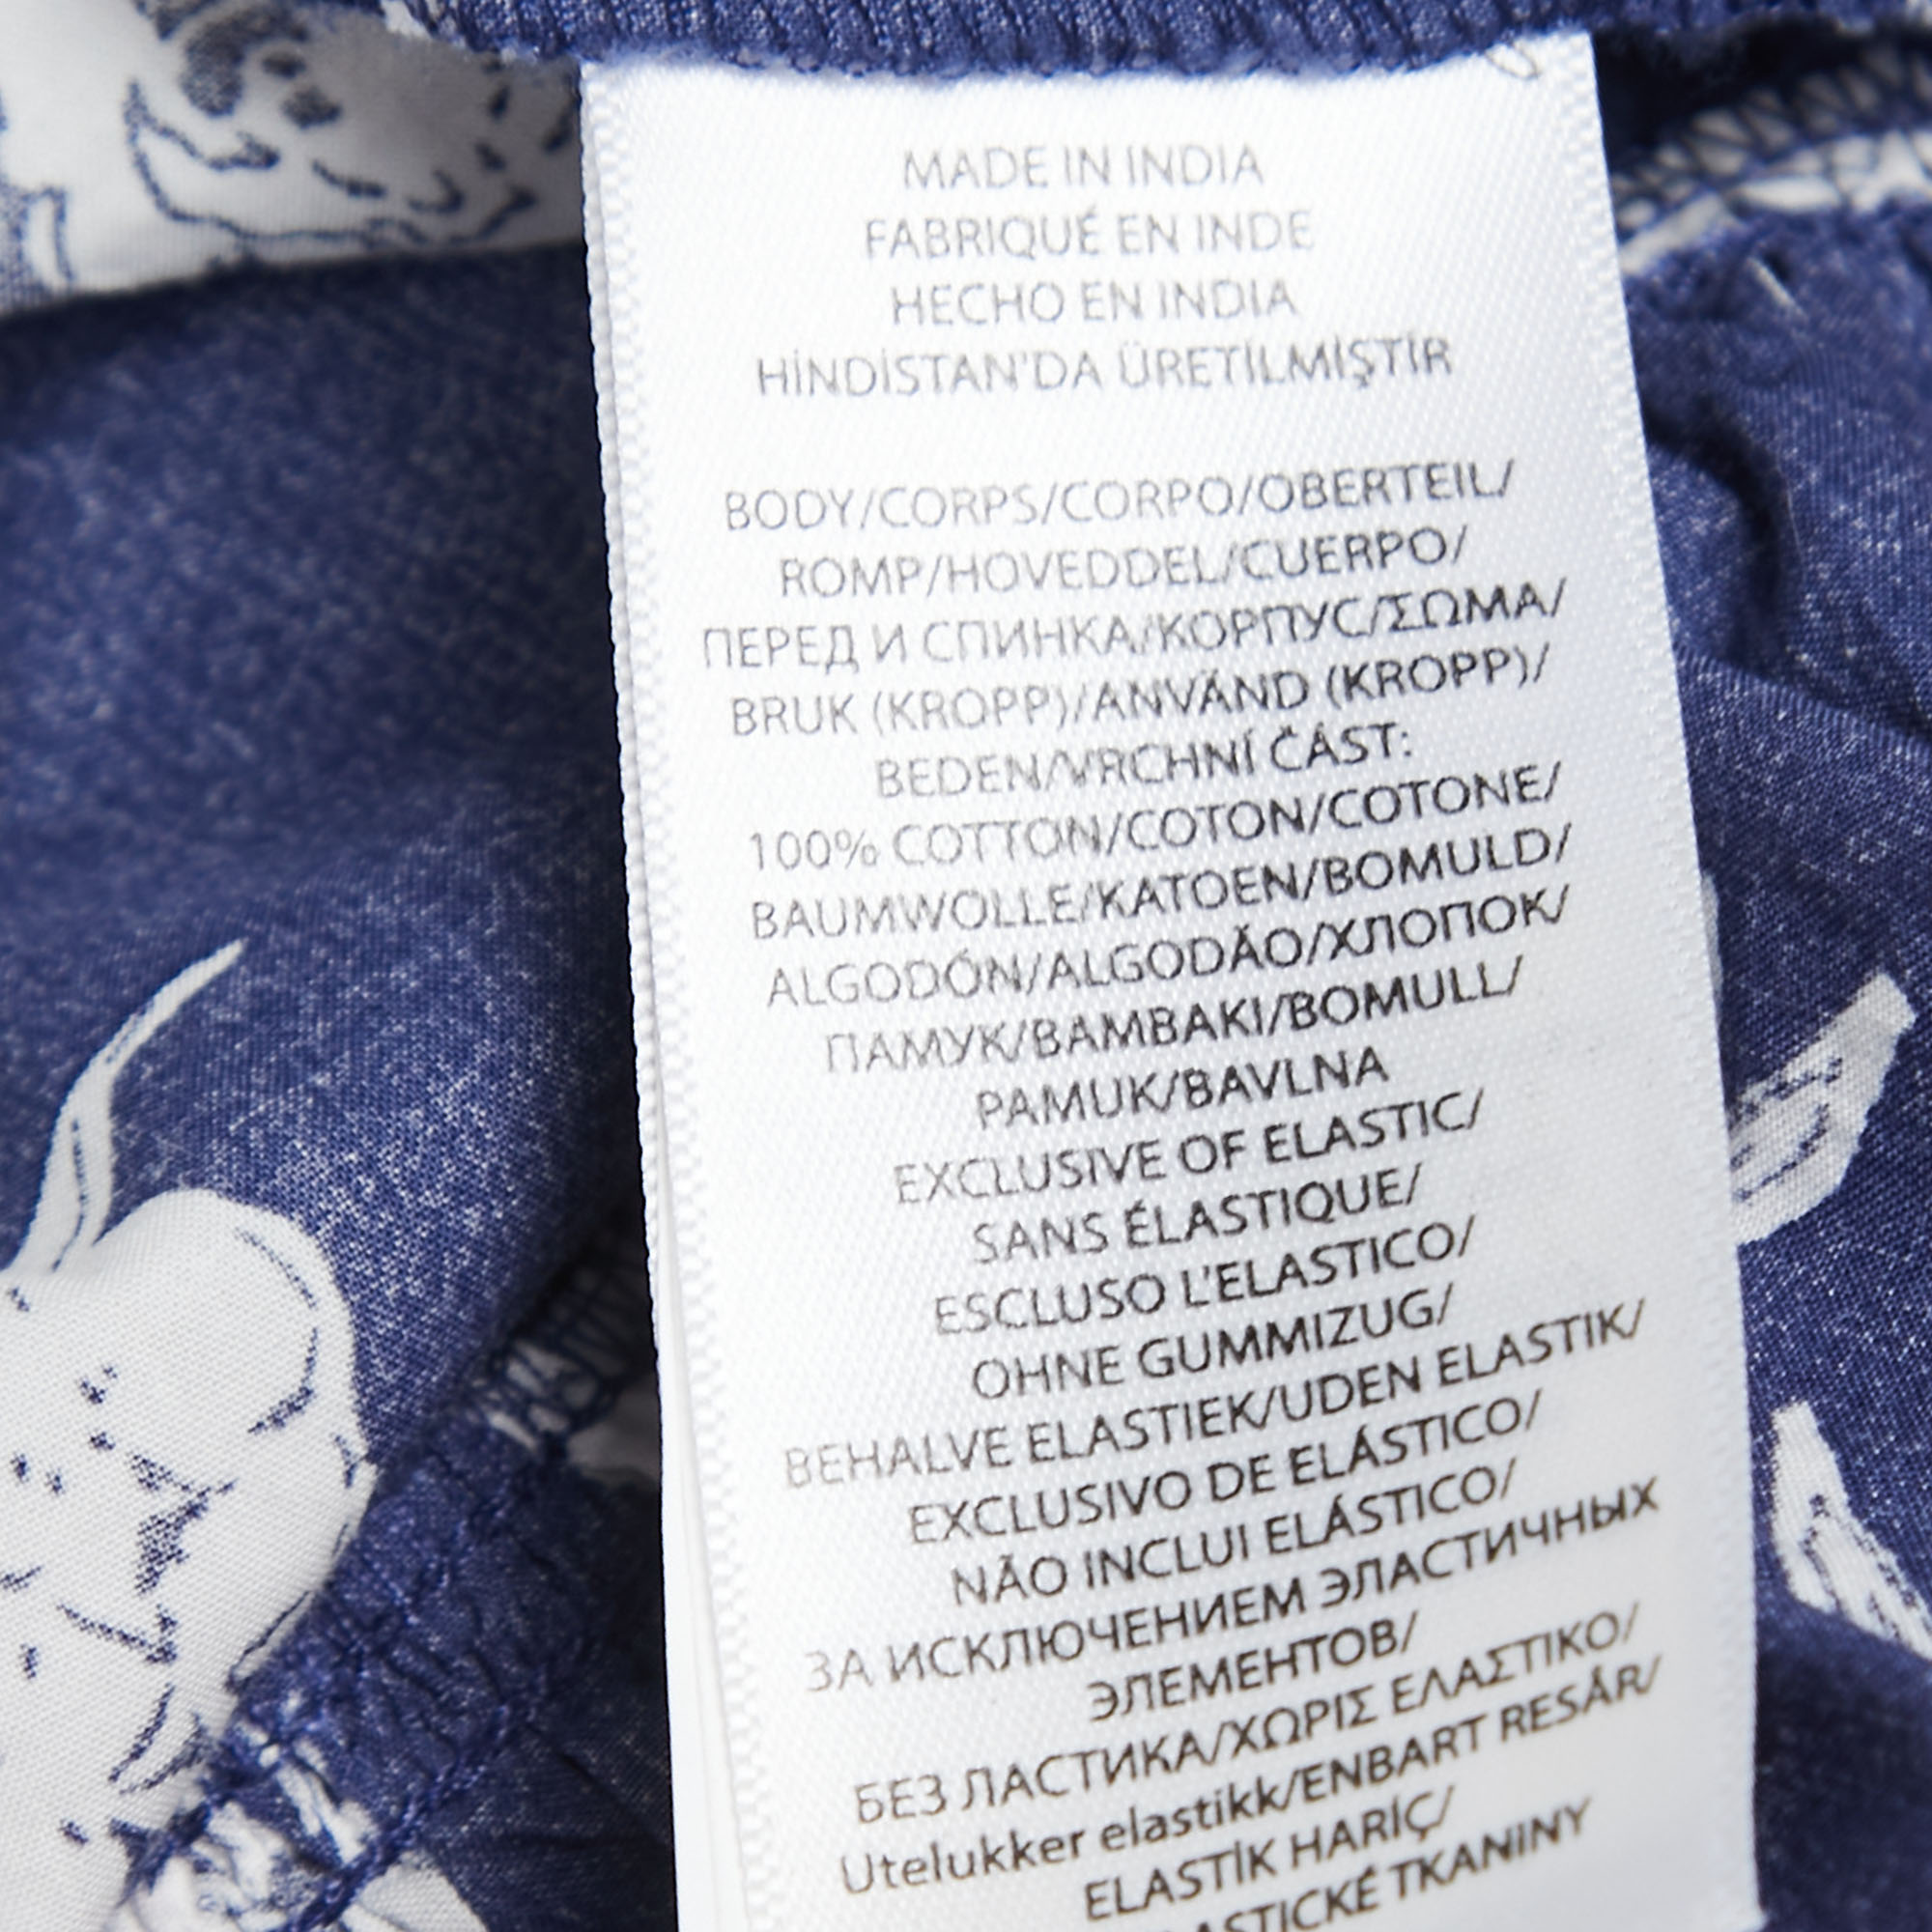 MADE IN INDIA
FABRIQUÉ EN INDE
HECHO EN INDIA
HİNDİSTAN'DA ÜRETİLMİŞTİR
BODY/CORPS/CORPO/OBERTEIL/
ROMP/HOVEDDEL/CUERPO/
ПЕРЕД И СПИНКА/КОРПУС/ΣΩΜΑ/
BRUK (KROPP)/ANVÄND (KROPP)/
BEDEN/VRCHNÍ ČÁST:
100% COTTON/COTON/COTONE/
BAUMWOLLE/KATOEN/BOMULD/
ALGODÓN/ALGODÃO/ХЛОПОК/
ПАМУК/BAMBAKI/BOMULL/
PAMUK/BAVLNA
EXCLUSIVE OF ELASTIC/
SANS ÉLASTIQUE/
ESCLUSO L'ELASTICO/
OHNE GUMMIZUG/
BEHALVE ELASTIEK/UDEN ELASTIK/
EXCLUSIVO DE ELÁSTICO/
NÃO INCLUI ELÁSTICO/
ЗА ИСКЛЮЧЕНИЕМ ЭЛАСТИЧНЫХ
ЭЛЕМЕНТОВ/
БЕЗ ЛАСТИКА/ΧΩΡΙΣ ΕΛΑΣΤΙΚΟ/
Utelukker elastikk/ENBART RESÅR/
ELASTİK HARİÇ/
TKANINY